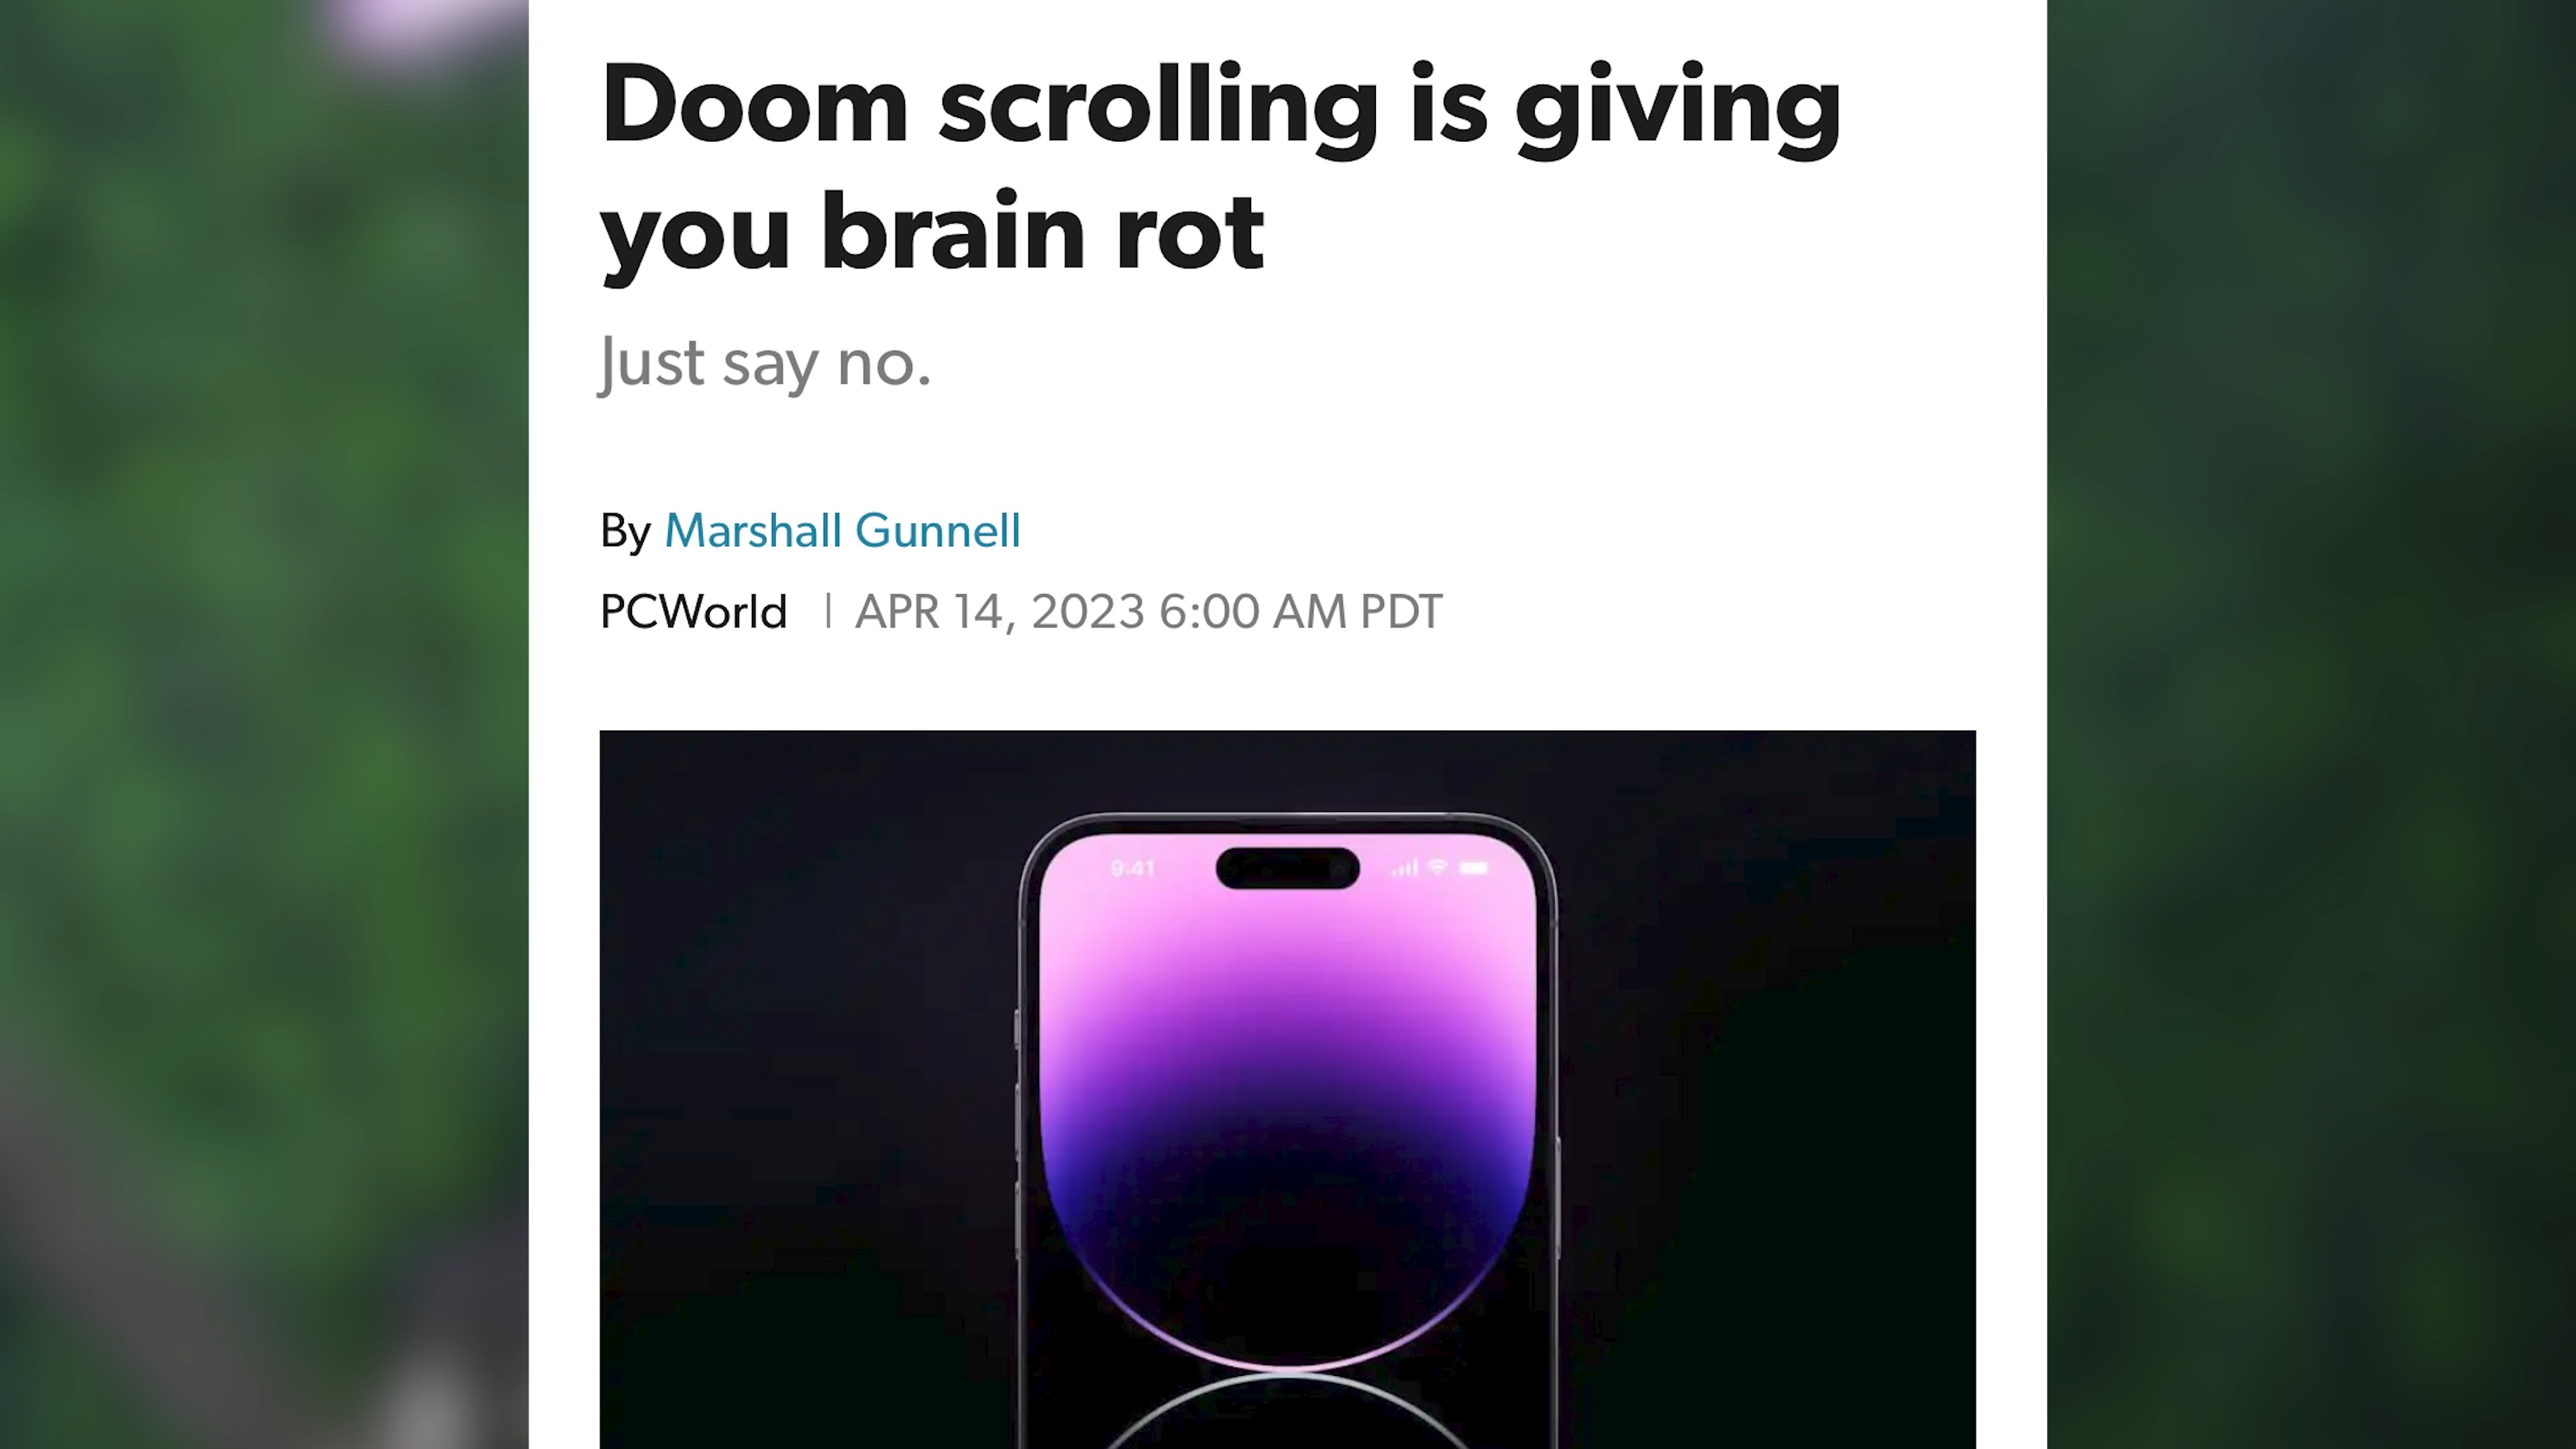 Doom scrolling is giving
you brain rot
Just say no.
By Marshall Gunnell
PCWorld | APR 14, 2023 6:00 AM PDT
9:41